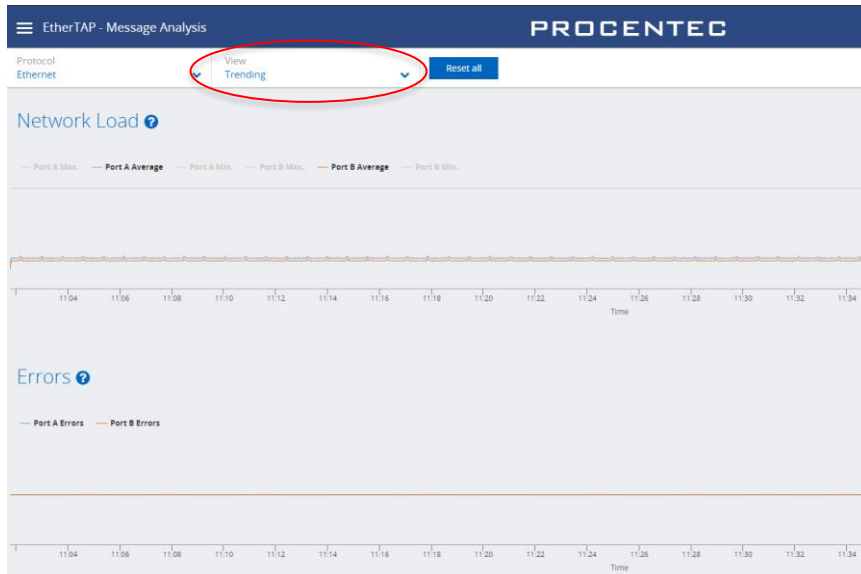 EtherTAP - Message Analysis PROCENTEC
Protocol View
Ethernet Trending Reset all
Network Load ?
Port A Max. Port A Average Port A Min. Port B Max. Port B Average Port B Min.
11:04 11:06 11:08 11:10 11:12 11:14 11:16 11:18 11:20 11:22 11:24 11:26 11:28 11:30 11:32 11:34
Time
Errors ?
Port A Errors Port B Errors
11:04 11:06 11:08 11:10 11:12 11:14 11:16 11:18 11:20 11:22 11:24 11:26 11:28 11:30 11:32 11:34
Time